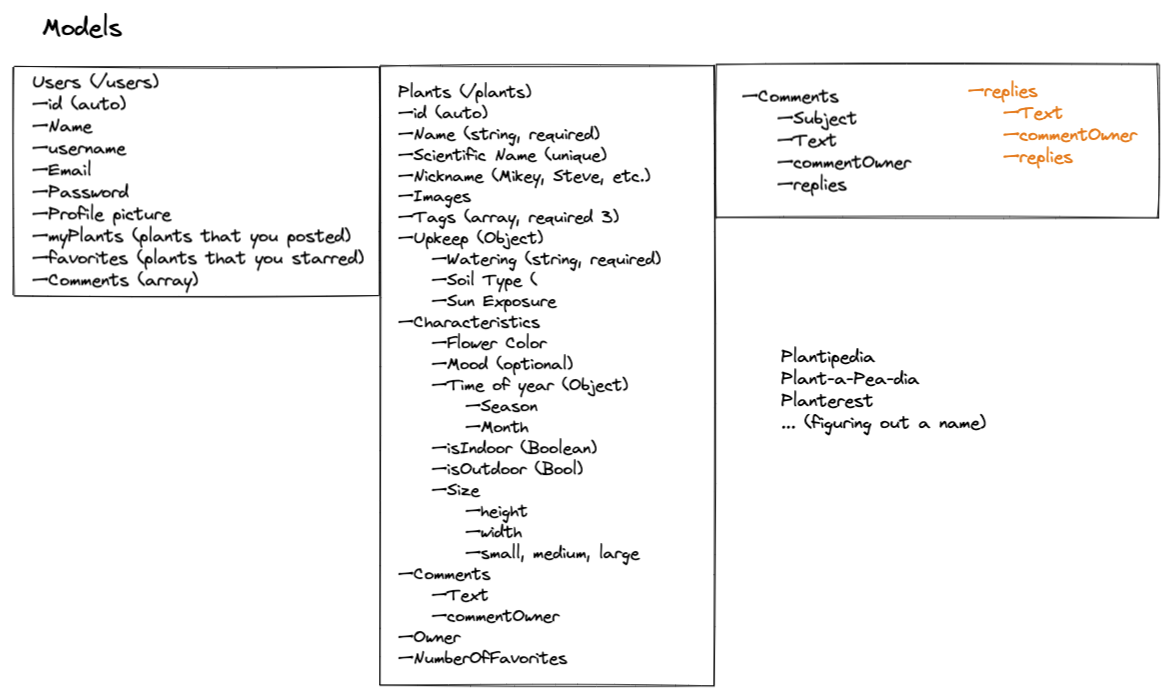 Models
Users (/users)
-id (auto)
-Name
-username
-Email
-Password
-Profile picture
-myPlants (plants that you posted)
-favorites (plants that you starred)
-Comments (array)
Plants (/plants)
-id (auto)
-Name (string, required)
-Scientific Name (unique)
-Nickname (Mikey, Steve, etc.)
-Images
-Tags (array, required 3)
-Upkeep (Object)
-Watering (string, required)
-Soil Type (
-Sun Exposure
-Characteristics
-Flower Color
-Mood (optional)
-Time of year (Object)
-Season
-Month
-isIndoor (Boolean)
-isOutdoor (Bool)
-Size
-height
-width
-small, medium, large
-Comments
-Text
-commentOwner
-Owner
-NumberOfFavorites
-Comments
-Subject
-Text
-commentOwner
-replies
-replies
-Text
-commentOwner
-replies
Plantipedia
Plant-a-Pea-dia
Planterest
... (figuring out a name)